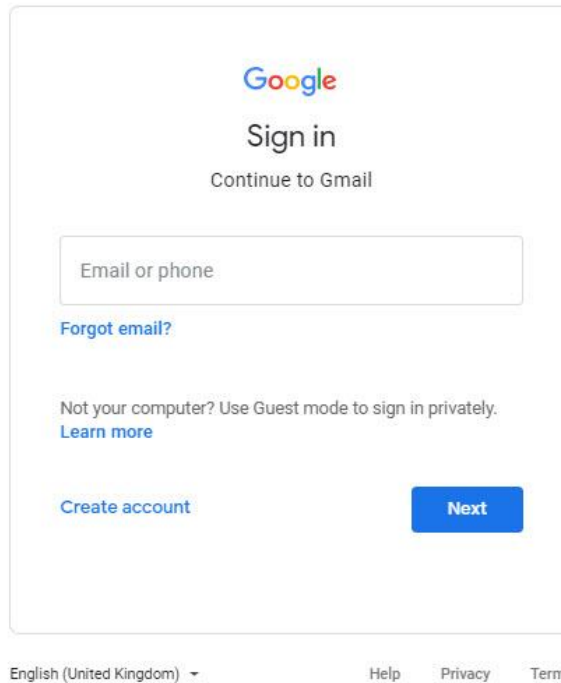 Google
Sign in
Continue to Gmail
Email or phone
Forgot email?
Not your computer? Use Guest mode to sign in privately.
Learn more
Create account Next
English (United Kingdom) Help Privacy Term